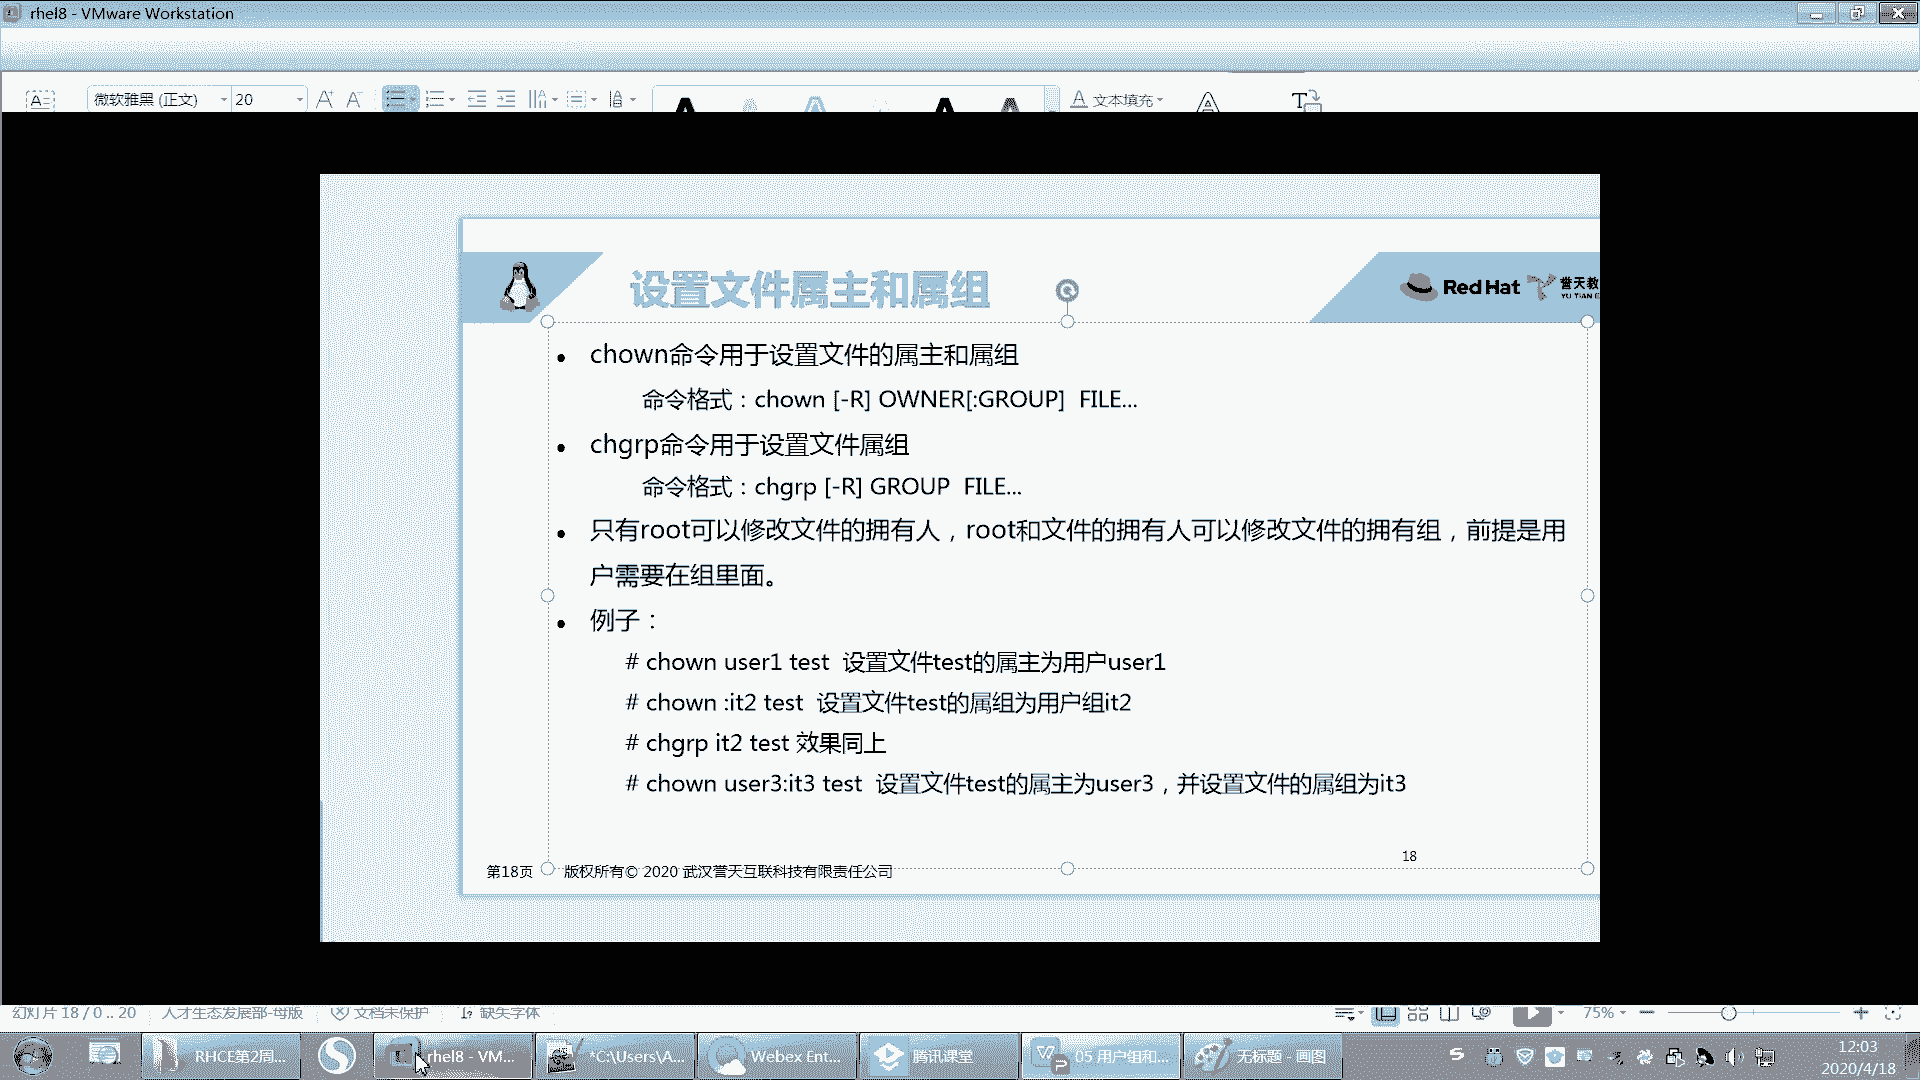 rhel8 - VMware Workstation
微软雅黑 (正文) 20 文本填充
设置文件属主和属组
Red Hat
YU TIAN
chown命令用于设置文件的属主和属组
命令格式：chown [-R] OWNER[:GROUP] FILE...
chgrp命令用于设置文件属组
命令格式：chgrp [-R] GROUP FILE...
只有root可以修改文件的拥有人，root和文件的拥有人可以修改文件的拥有组，前提是用
户需要在组里面。
例子：
# chown user1 test 设置文件test的属主为用户user1
# chown :it2 test 设置文件test的属组为用户组it2
# chgrp it2 test 效果同上
# chown user3:it3 test 设置文件test的属主为user3，并设置文件的属组为it3
18
第18页 版权所有© 2020 武汉誉天互联科技有限责任公司
幻灯片 18 / 0 .. 20 人才生态发展部-母版 文档未保护 缺失字体 75%
RHCE第2周... rhel8 - VM... *C:\Users\A... Webex Ent... 腾讯课堂 05 用户组和... 无标题 - 画图
12:03
2020/4/18